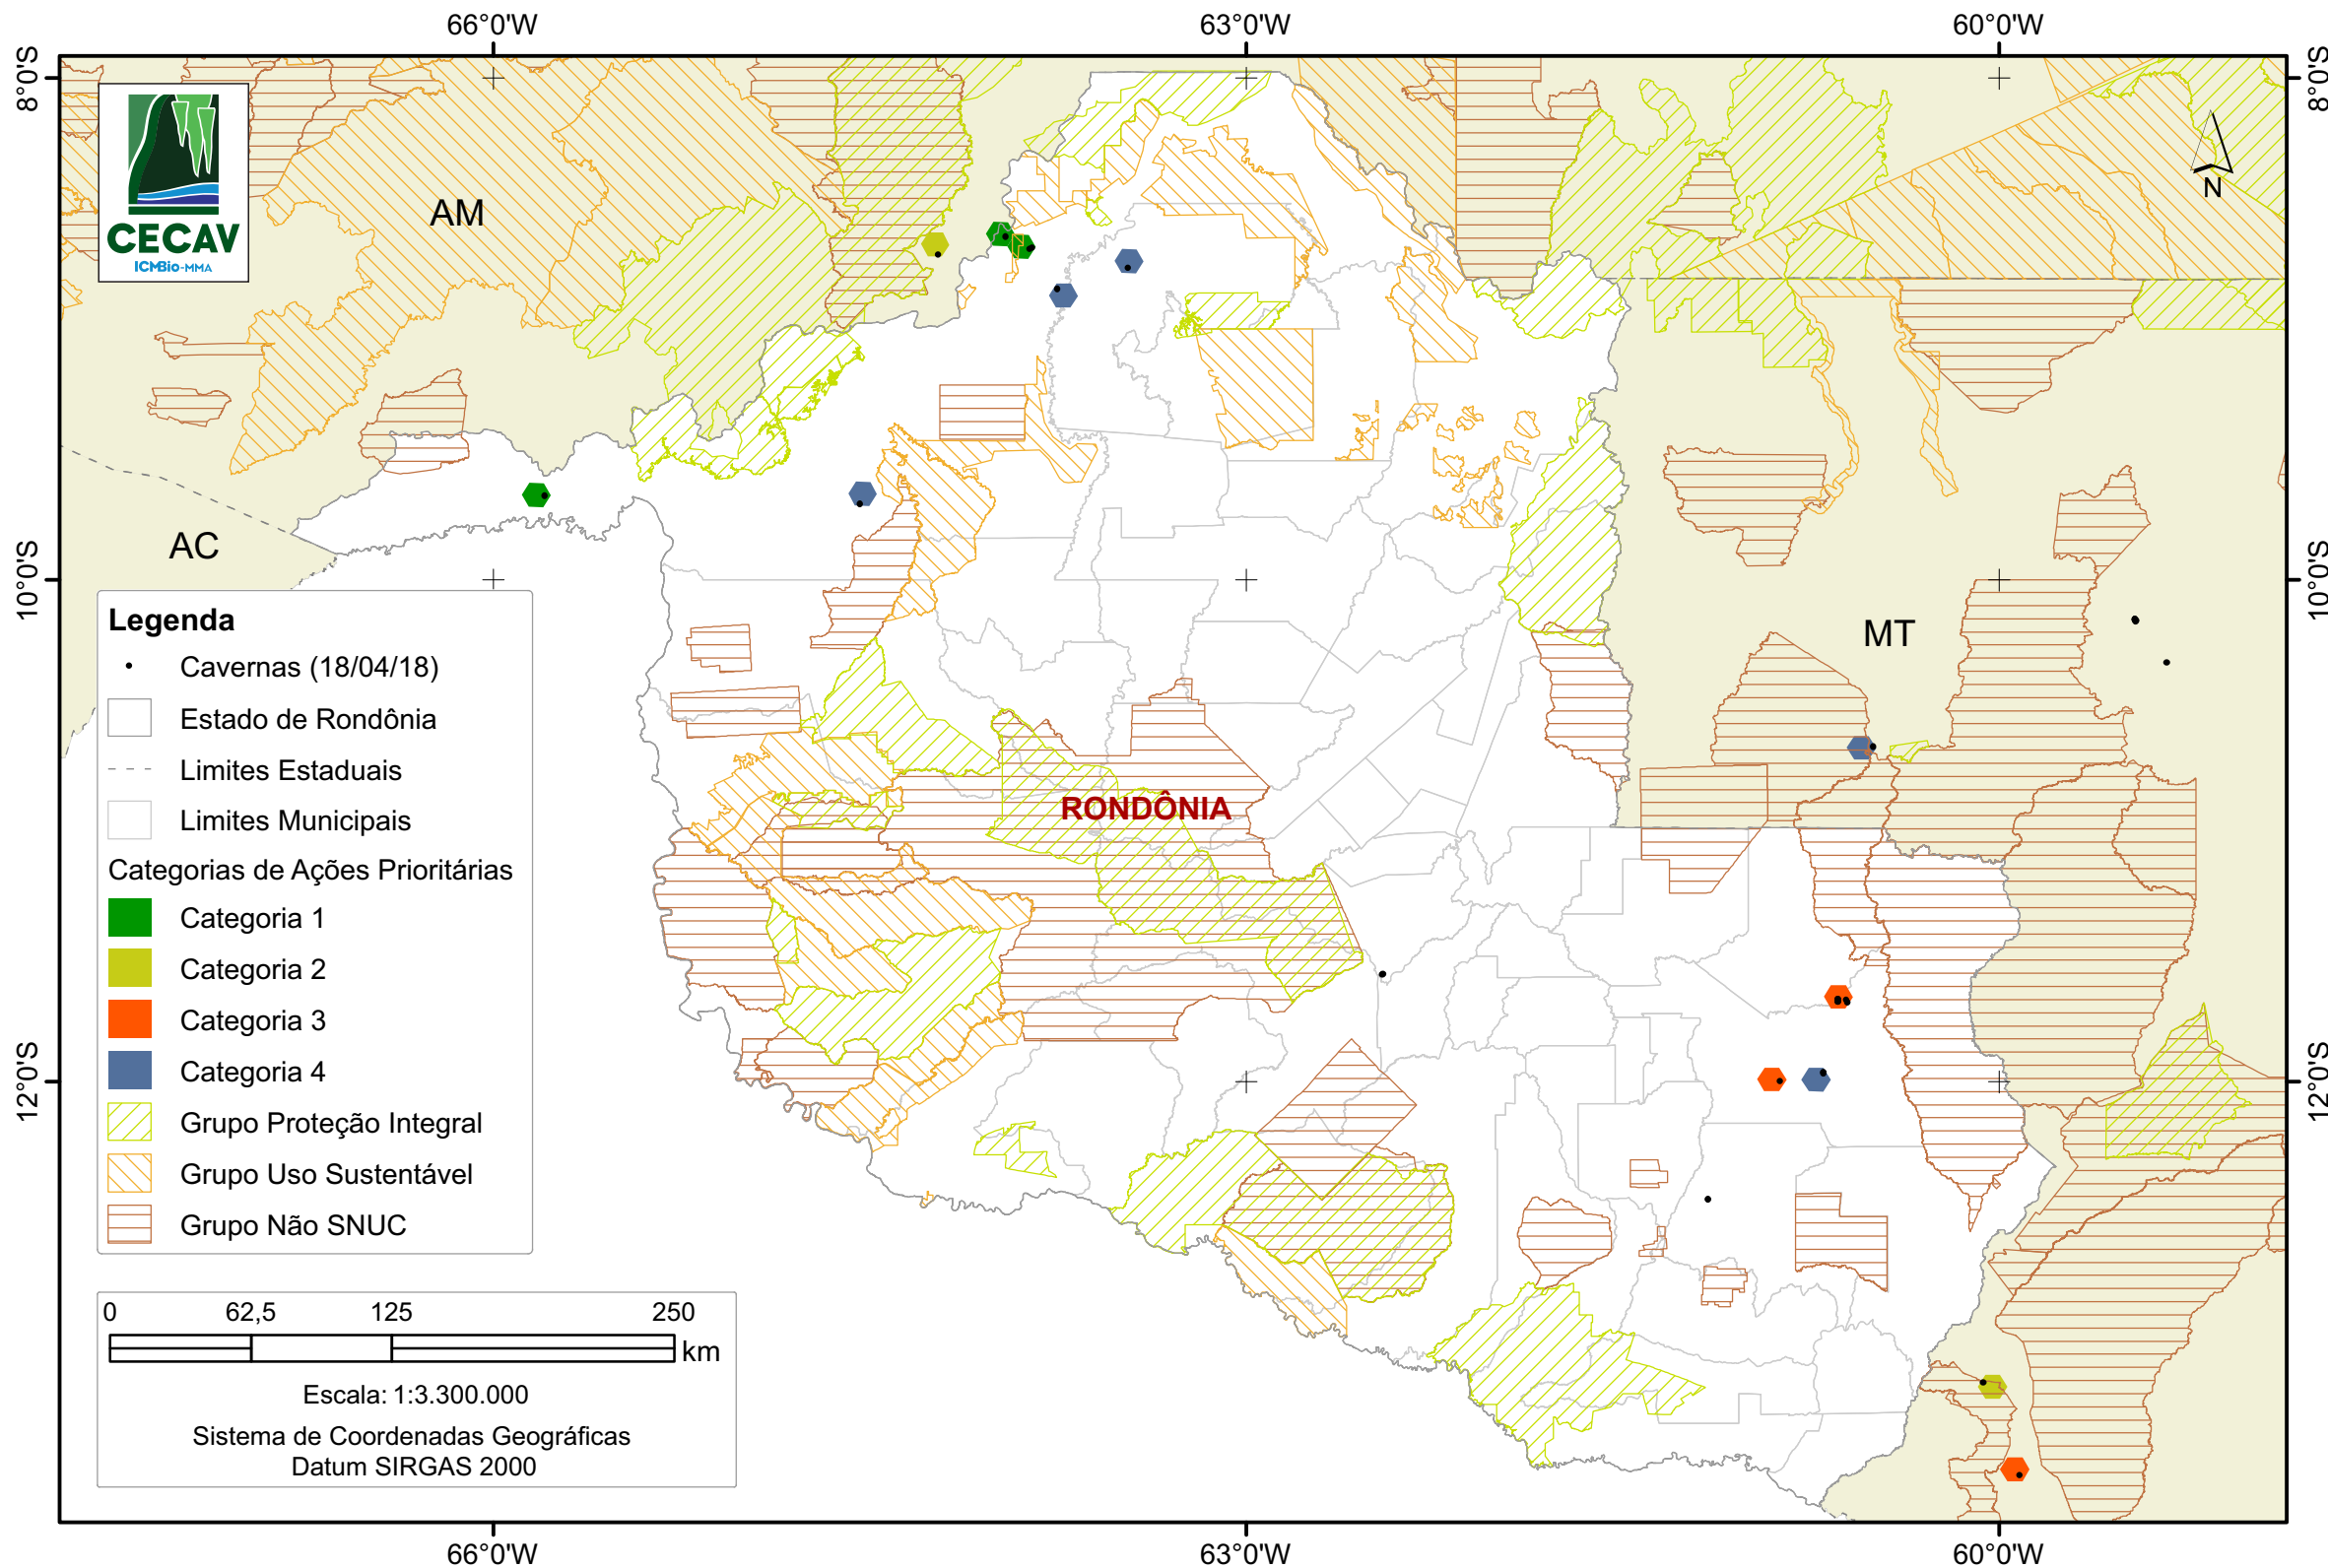 66°0'W
63°0'W
60°0'W
8°0'S
8°0'S
N
CECAV
ICMBio-MMA
AM
AC
10°0'S
10°0'S
MT
RONDÔNIA
Legenda
Cavernas (18/04/18)
Estado de Rondônia
Limites Estaduais
Limites Municipais
Categorias de Ações Prioritárias
Categoria 1
Categoria 2
Categoria 3
Categoria 4
Grupo Proteção Integral
Grupo Uso Sustentável
Grupo Não SNUC
12°0'S
12°0'S
0 62,5 125 250
km
Escala: 1:3.300.000
Sistema de Coordenadas Geográficas
Datum SIRGAS 2000
66°0'W
63°0'W
60°0'W